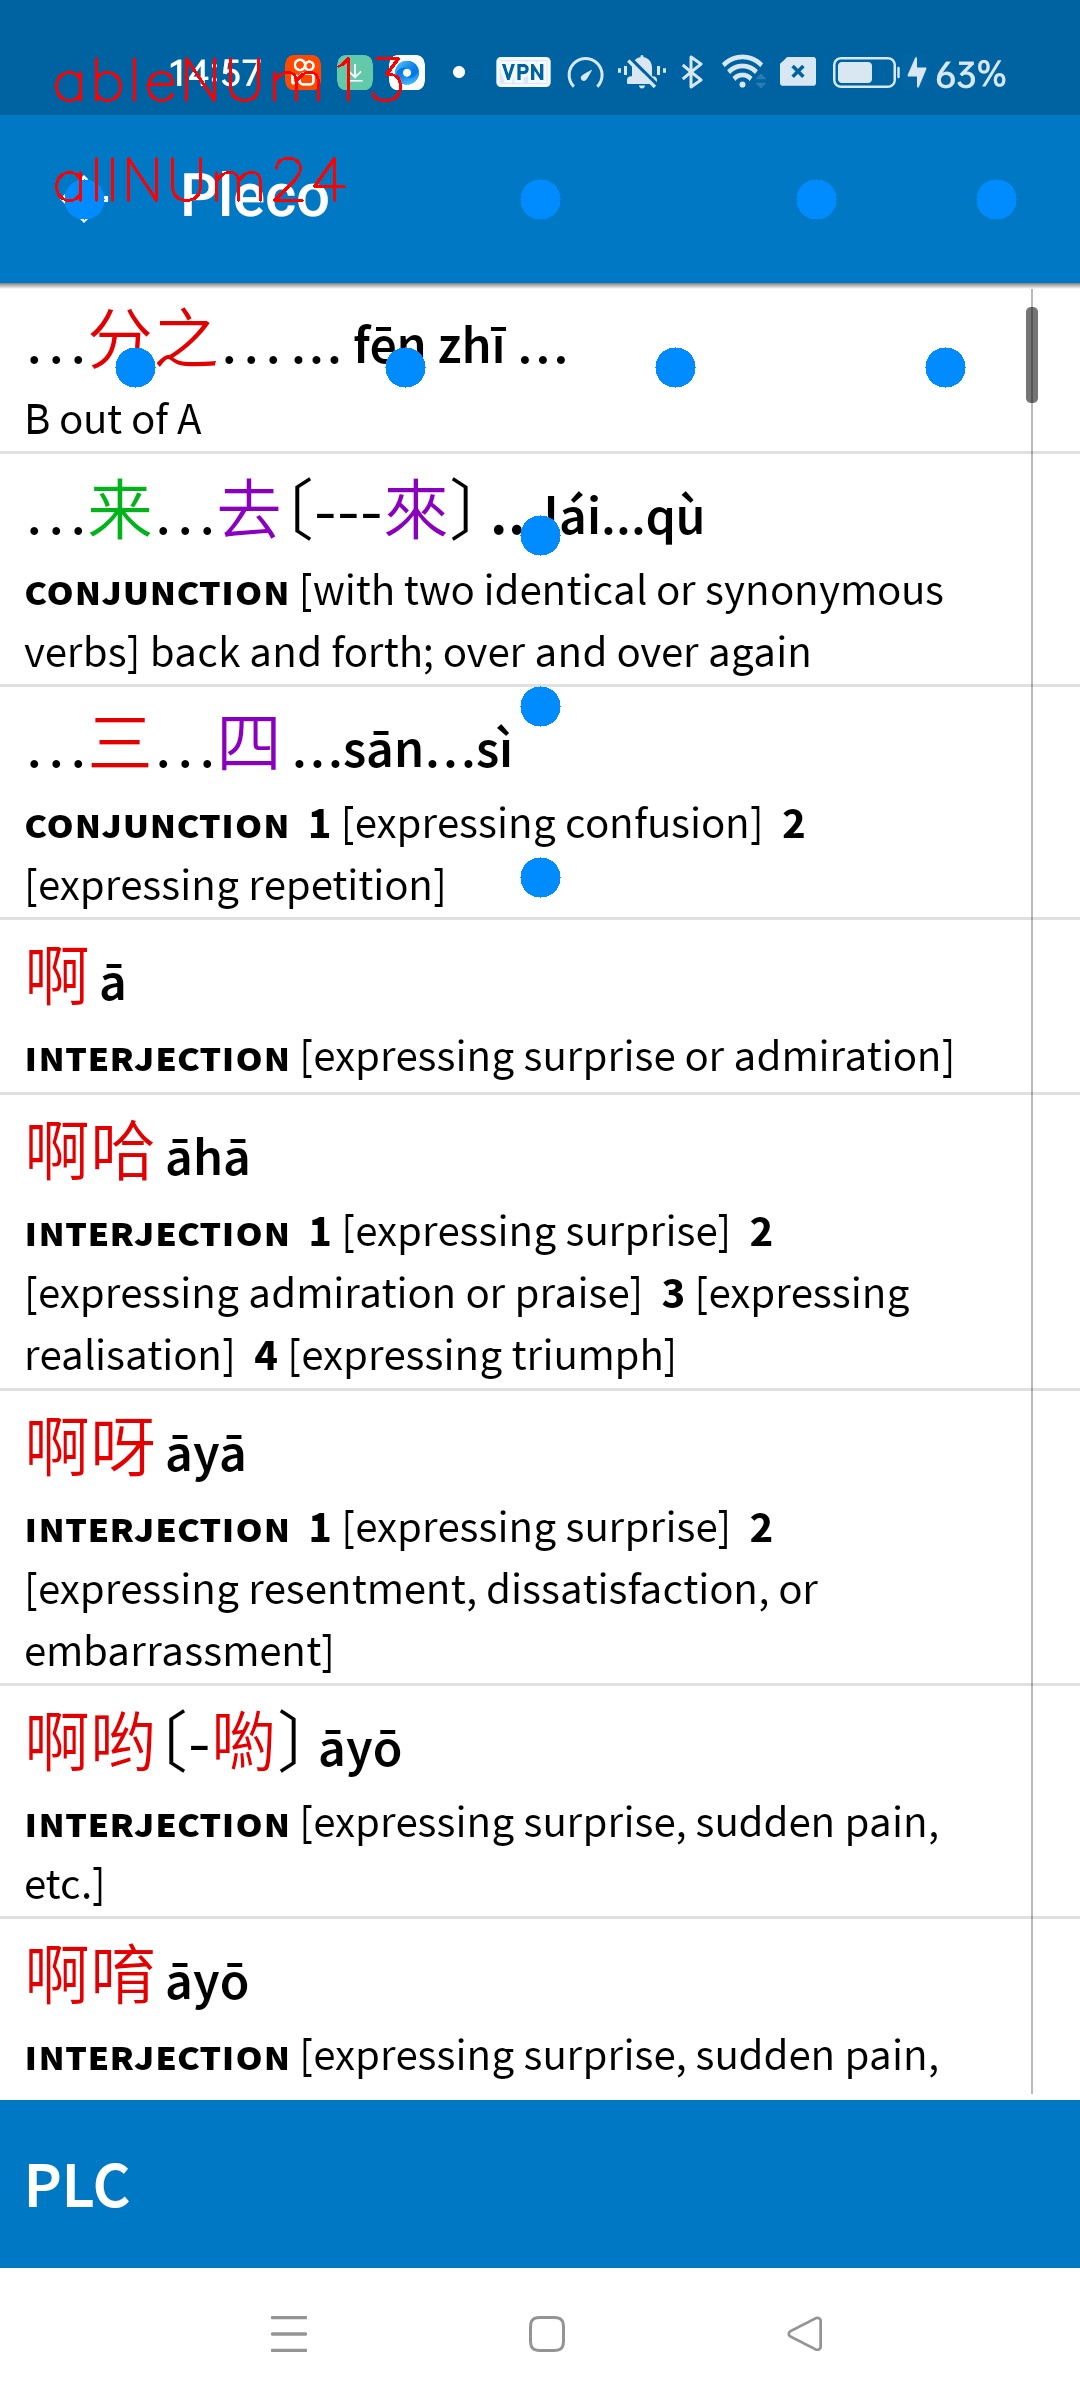 ableNUm13
14:57 VPN 63%
allNUm24
Pleco
…分之…… … fēn zhī …
B out of A
…来…去〔---來〕 …lái…qù
CONJUNCTION [with two identical or synonymous
verbs] back and forth; over and over again
…三…四 …sān…sì
CONJUNCTION 1 [expressing confusion] 2
[expressing repetition]
啊 ā
INTERJECTION [expressing surprise or admiration]
啊哈 āhā
INTERJECTION 1 [expressing surprise] 2
[expressing admiration or praise] 3 [expressing
realisation] 4 [expressing triumph]
啊呀 āyā
INTERJECTION 1 [expressing surprise] 2
[expressing resentment, dissatisfaction, or
embarrassment]
啊哟〔-喲〕 āyō
INTERJECTION [expressing surprise, sudden pain,
etc.]
啊唷 āyō
INTERJECTION [expressing surprise, sudden pain,
PLC